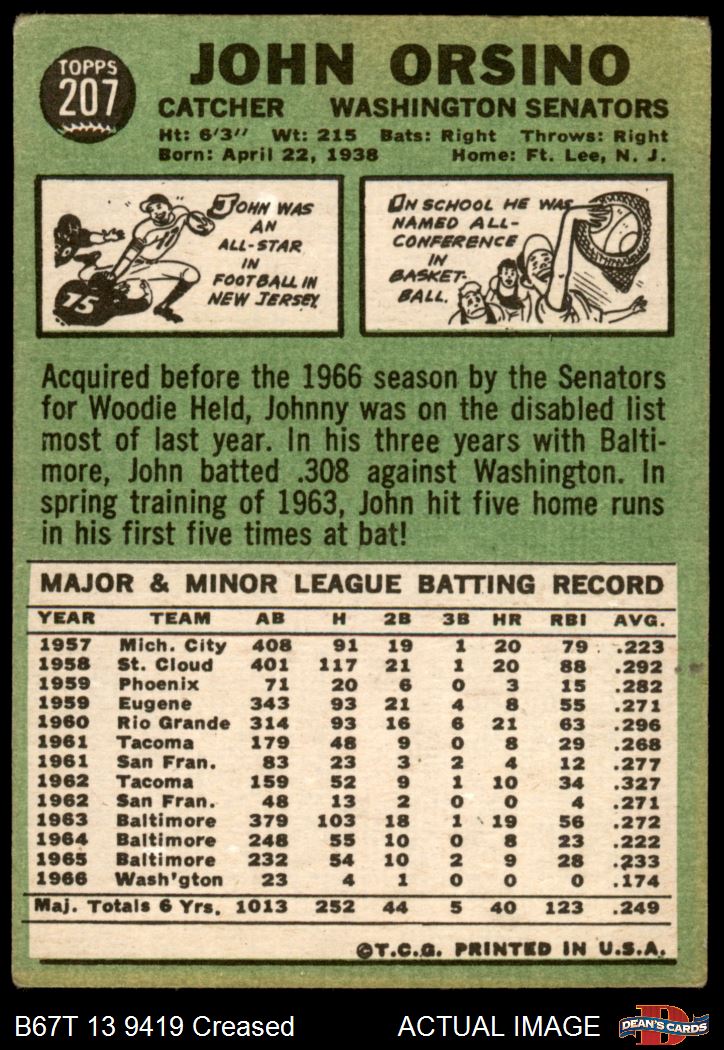 TOPPS
207
JOHN ORSINO
CATCHER WASHINGTON SENATORS
Ht: 6'3" Wt: 215 Bats: Right Throws: Right
Born: April 22, 1938 Home: Ft. Lee, N. J.
JOHN WAS
AN
ALL-STAR
IN
FOOTBALL IN
NEW JERSEY.
75
IN SCHOOL HE WAS
NAMED ALL-
CONFERENCE
IN
BASKET-
BALL.
Acquired before the 1966 season by the Senators
for Woodie Held, Johnny was on the disabled list
most of last year. In his three years with Balti-
more, John batted .308 against Washington. In
spring training of 1963, John hit five home runs
in his first five times at bat!
MAJOR & MINOR LEAGUE BATTING RECORD
YEAR TEAM AB H 2B 3B HR RBI AVG.
1957 Mich. City 408 91 19 1 20 79 .223
1958 St. Cloud 401 117 21 1 20 88 .292
1959 Phoenix 71 20 6 0 3 15 .282
1959 Eugene 343 93 21 4 8 55 .271
1960 Rio Grande 314 93 16 6 21 63 .296
1961 Tacoma 179 48 9 0 8 29 .268
1961 San Fran. 83 23 3 2 4 12 .277
1962 Tacoma 159 52 9 1 10 34 .327
1962 San Fran. 48 13 2 0 0 4 .271
1963 Baltimore 379 103 18 1 19 56 .272
1964 Baltimore 248 55 10 0 8 23 .222
1965 Baltimore 232 54 10 2 9 28 .233
1966 Wash'gton 23 4 1 0 0 0 .174
Maj. Totals 6 Yrs. 1013 252 44 5 40 123 .249
©T.C.G. PRINTED IN U.S.A.
B67T 13 9419 Creased ACTUAL IMAGE
D
DEAN'S CARDS